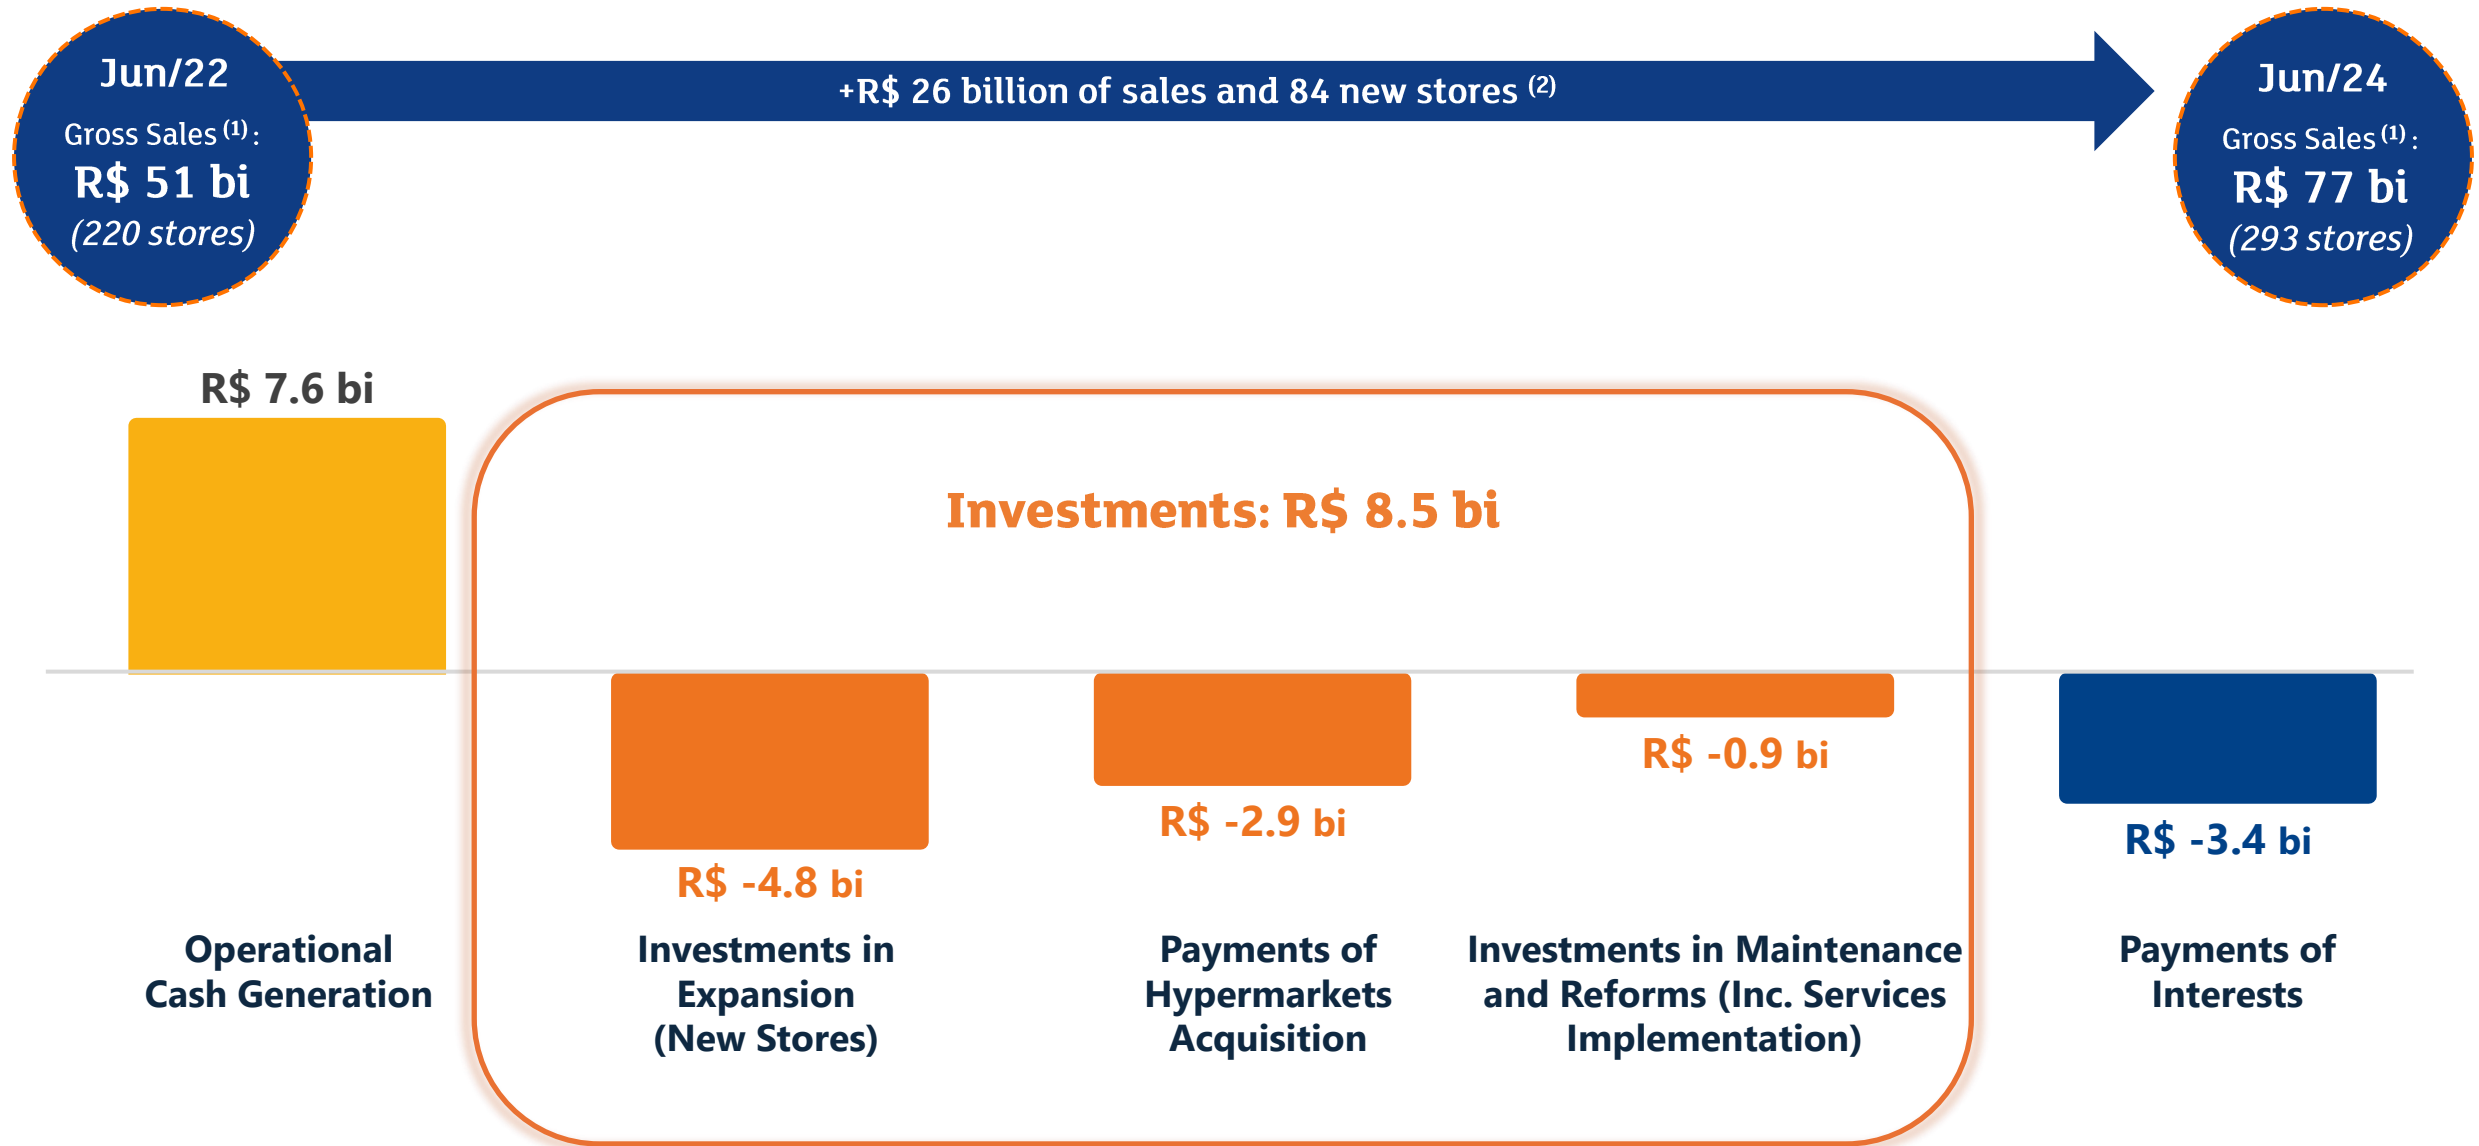 Jun/22
Gross Sales (1) :
R$ 51 bi
(220 stores)
+R$ 26 billion of sales and 84 new stores (2)
Jun/24
Gross Sales (1) :
R$ 77 bi
(293 stores)
R$ 7.6 bi
Investments: R$ 8.5 bi
R$ -4.8 bi
R$ -2.9 bi
R$ -0.9 bi
R$ -3.4 bi
Operational
Cash Generation
Investments in
Expansion
(New Stores)
Payments of
Hypermarkets
Acquisition
Investments in Maintenance
and Reforms (Inc. Services
Implementation)
Payments of
Interests